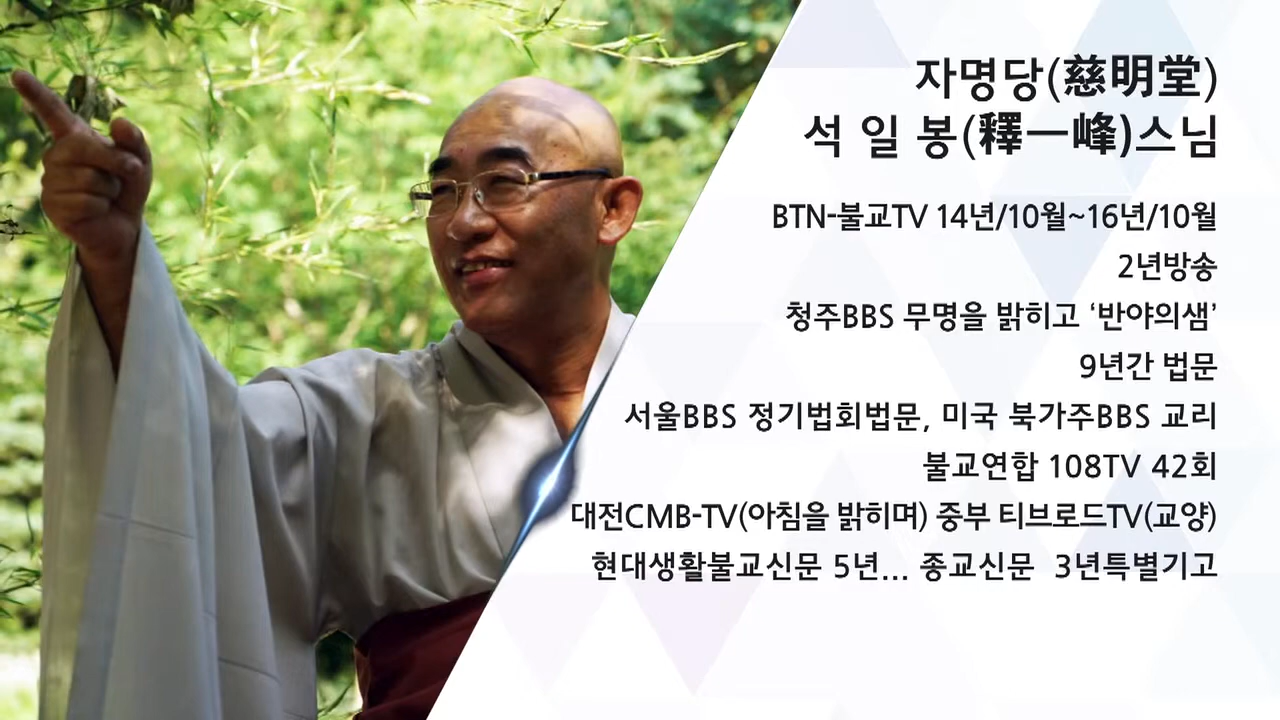 자명당(慈明堂)
석 일 봉(釋一峰)스님
BTN-불교TV 14년/10월~16년/10월
2년방송
청주BBS 무명을 밝히고 ‘반야의샘’
9년간 법문
서울BBS 정기법회법문, 미국 북가주BBS 교리
불교연합 108TV 42회
대전CMB-TV(아침을 밝히며) 중부 티브로드TV(교양)
현대생활불교신문 5년... 종교신문 3년특별기고